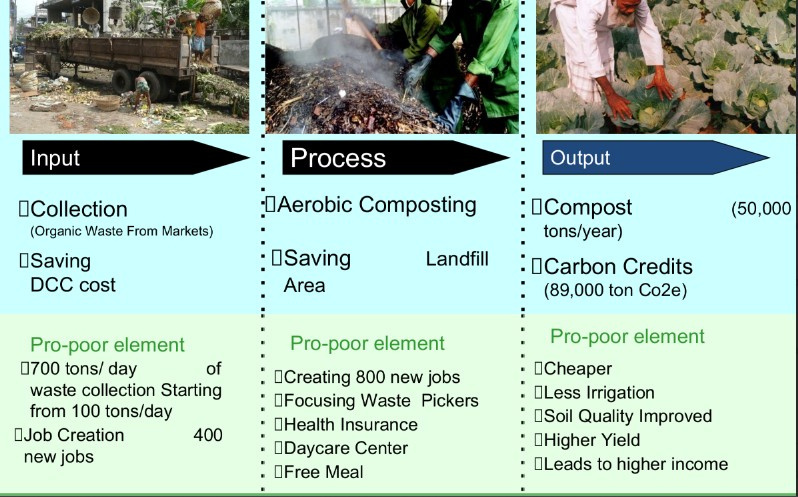 Input
Collection
(Organic Waste From Markets)
Saving
DCC cost
Pro-poor element
700 tons/ day of
waste collection Starting
from 100 tons/day
Job Creation 400
new jobs
Process
Aerobic Composting
Saving Landfill
Area
Pro-poor element
Creating 800 new jobs
Focusing Waste Pickers
Health Insurance
Daycare Center
Free Meal
Output
Compost (50,000
tons/year)
Carbon Credits
(89,000 ton Co2e)
Pro-poor element
Cheaper
Less Irrigation
Soil Quality Improved
Higher Yield
Leads to higher income